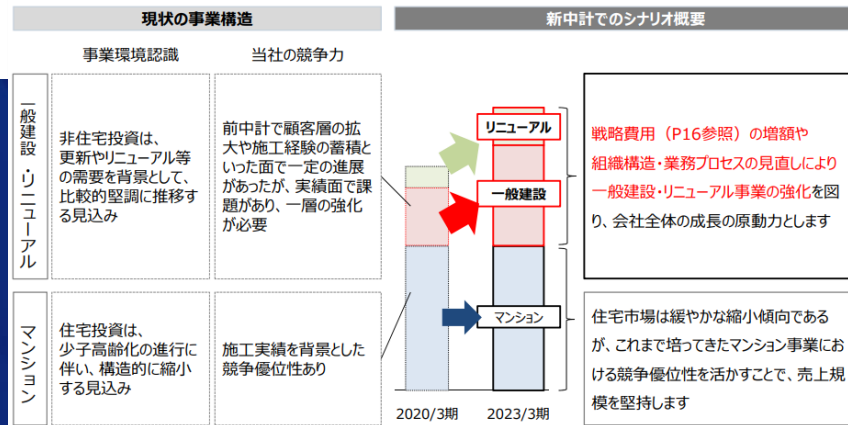 現状の事業構造
新中計でのシナリオ概要
事業環境認識
当社の競争力
一般建設・リニューアル
非住宅投資は、
更新やリニューアル等
の需要を背景として、
比較的堅調に推移す
る見込み
前中計で顧客層の拡
大や施工経験の蓄積と
いった面で一定の進展
があったが、実績面で課
題があり、一層の強化
が必要
リニューアル
一般建設
戦略費用（P16参照）の増額や
組織構造・業務プロセスの見直しにより
一般建設・リニューアル事業の強化を図
り、会社全体の成長の原動力とします
マンション
住宅投資は、
少子高齢化の進行に
伴い、構造的に縮小
する見込み
施工実績を背景とした
競争優位性あり
マンション
住宅市場は緩やかな縮小傾向である
が、これまで培ってきたマンション事業にお
ける競争優位性を活かすことで、売上規
模を堅持します
2020/3期
2023/3期